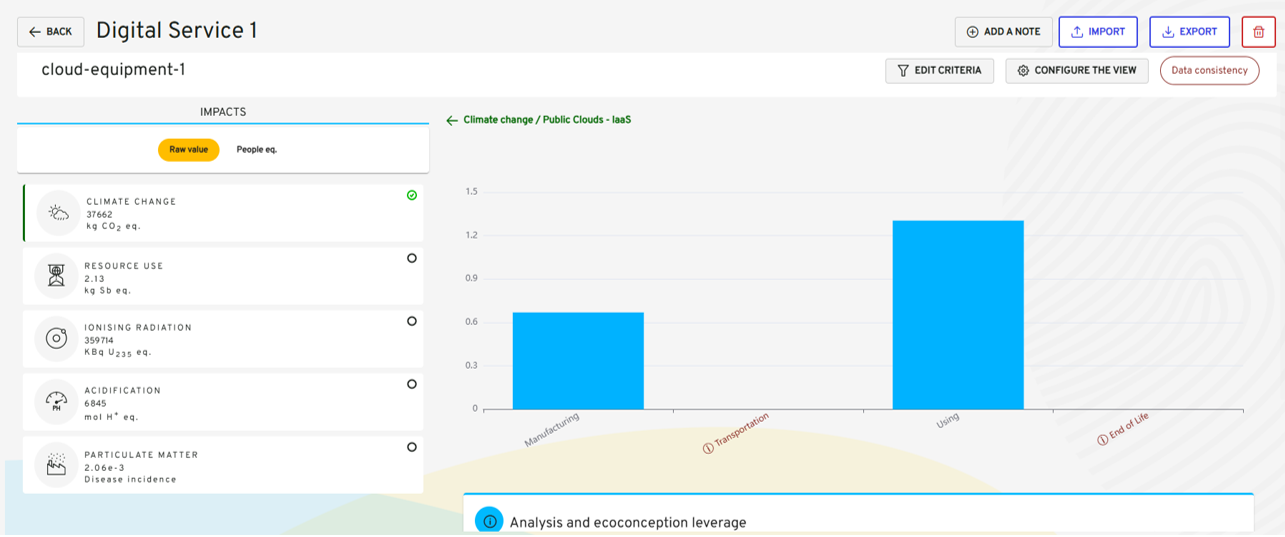 BACK
Digital Service 1
ADD A NOTE
IMPORT
EXPORT
cloud-equipment-1
EDIT CRITERIA
CONFIGURE THE VIEW
Data consistency
IMPACTS
Raw value
People eq.
CLIMATE CHANGE
37662
kg CO2 eq.
RESOURCE USE
2.13
kg Sb eq.
IONISING RADIATION
359714
KBq U235 eq.
PH
ACIDIFICATION
6845
mol H+ eq.
PARTICULATE MATTER
2.06e-3
Disease incidence
Climate change / Public Clouds - IaaS
1.5
1.2
0.9
0.6
0.3
0
Manufacturing
Transportation
Using
End of Life
Analysis and ecoconception leverage